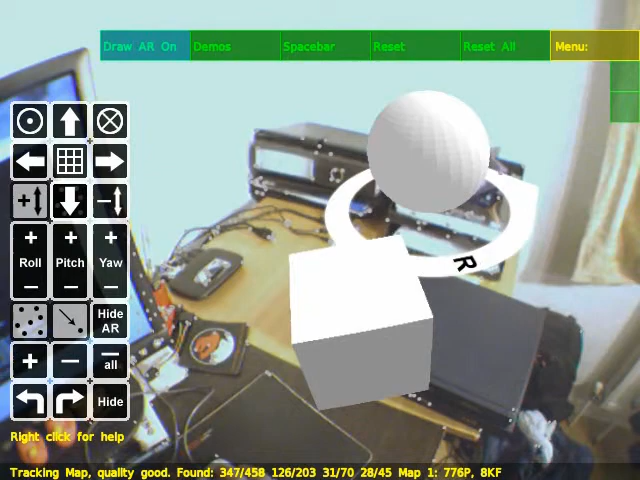 Draw AR On Demos Spacebar Reset Reset All Menu:
+ + +
Roll Pitch Yaw
Hide
AR
all
Hide
R
Right click for help
Tracking Map, quality good. Found: 347/458 126/203 31/70 28/45 Map 1: 776P, 8KF